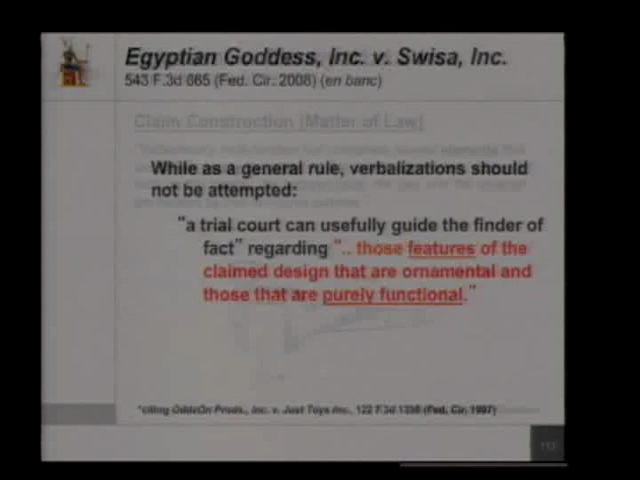 Egyptian Goddess, Inc. v. Swisa, Inc.
543 F.3d 665 (Fed. Cir. 2008) (en banc)
Claim Construction (Matter of Law)
While as a general rule, verbalizations should
not be attempted:
"a trial court can usefully guide the finder of
fact" regarding ".. those features of the
claimed design that are ornamental and
those that are purely functional."
*citing OddzOn Prods., Inc. v. Just Toys Inc., 122 F.3d 1396 (Fed. Cir. 1997)